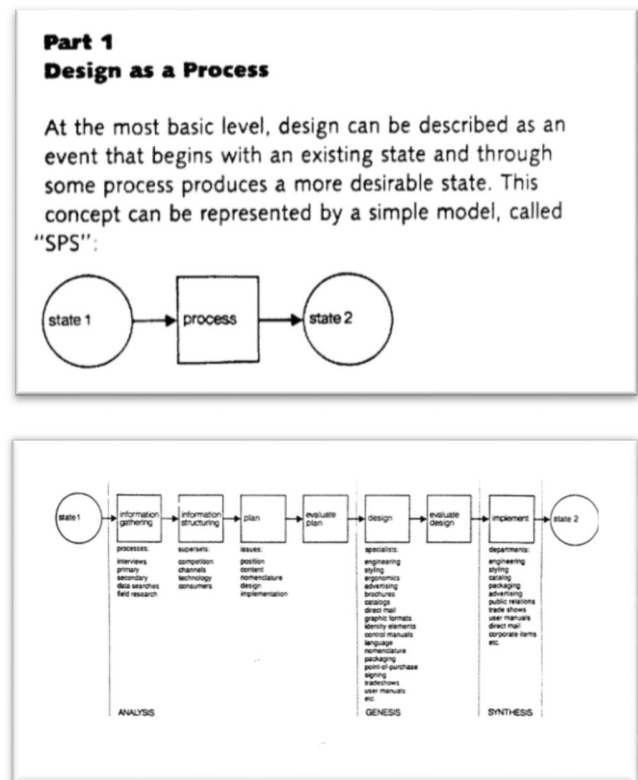 Part 1
Design as a Process
At the most basic level, design can be described as an
event that begins with an existing state and through
some process produces a more desirable state. This
concept can be represented by a simple model, called
“SPS”:
state 1
process
state 2
state 1
information
gathering
information
structuring
plan
evaluate
plan
design
evaluate
design
implement
state 2
processes:
interviews
primary
secondary
data searches
field research
supersets:
competition
channels
technology
consumers
issues:
position
content
nomenclature
design
implementation
specialists:
engineering
styling
ergonomics
advertising
brochures
catalogs
direct mail
graphic formats
identity elements
control manuals
language
nomenclature
packaging
point-of-purchase
signing
tradeshows
user manuals
etc.
departments:
engineering
styling
catalog
packaging
advertising
public relations
trade shows
user manuals
direct mail
corporate items
etc.
ANALYSIS
GENESIS
SYNTHESIS